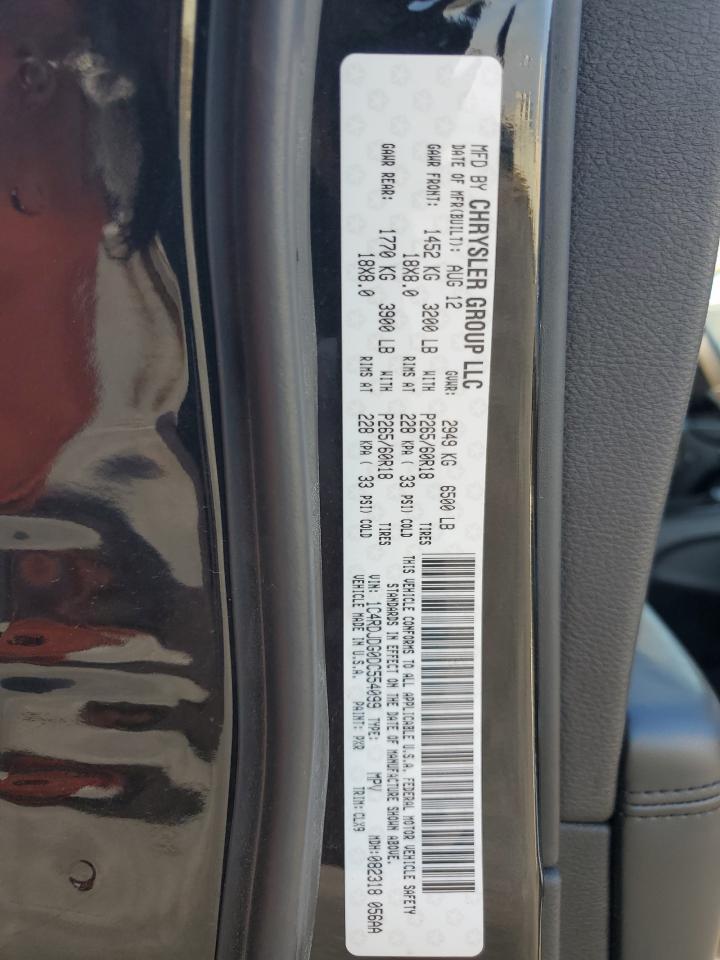 MFD BY CHRYSLER GROUP LLC
DATE OF MFR(BUILT): AUG 12 GVWR: 2949 KG 6500 LB
GAWR FRONT: 1452 KG 3200 LB WITH P265/60R18 TIRES
18X8.0 RIMS AT 228 KPA ( 33 PSI) COLD
GAWR REAR: 1770 KG 3900 LB WITH P265/60R18 TIRES
18X8.0 RIMS AT 228 KPA ( 33 PSI) COLD
THIS VEHICLE CONFORMS TO ALL APPLICABLE U.S.A. FEDERAL MOTOR VEHICLE SAFETY
STANDARDS IN EFFECT ON THE DATE OF MANUFACTURE SHOWN ABOVE.
VIN: 1C4RDJDG0DC554099 TYPE: MPV MDH:082318 056AA
VEHICLE MADE IN U.S.A. PAINT: PXR TRIM:CLX9